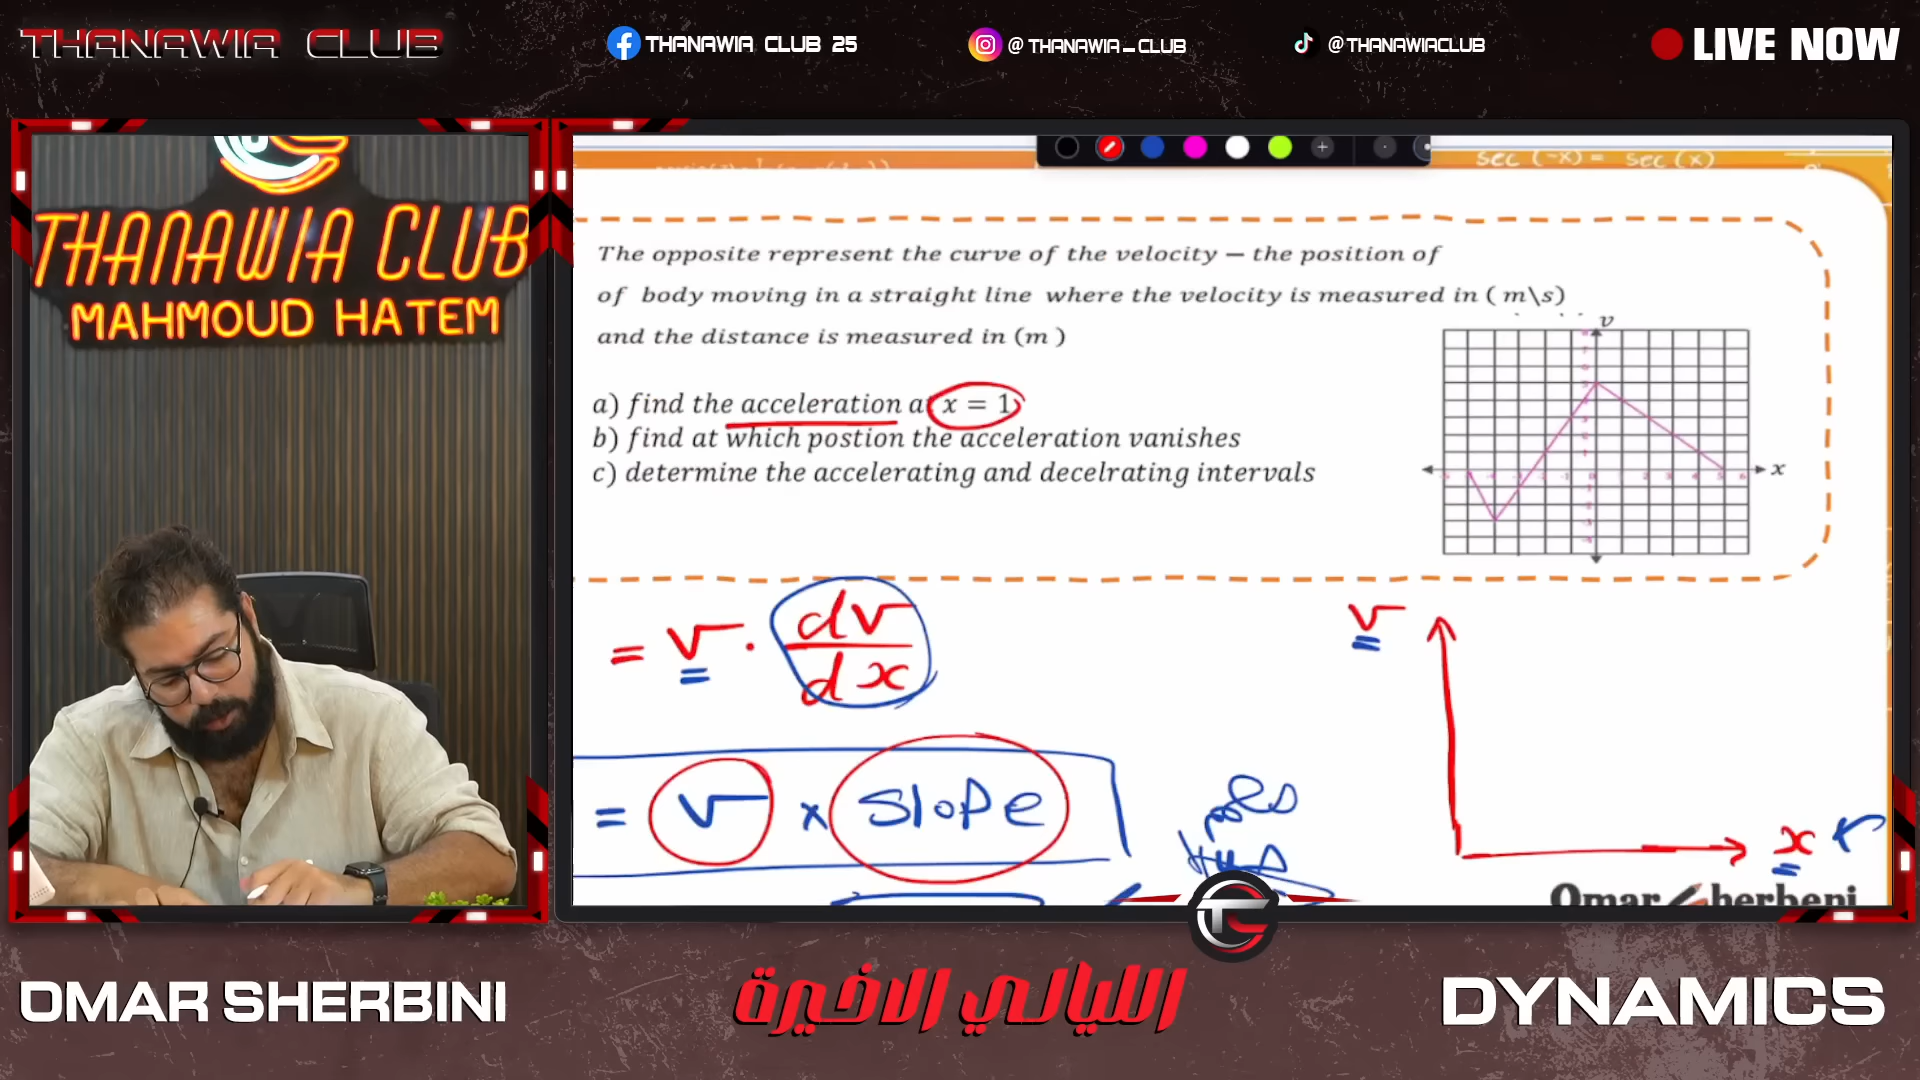 THANAWIA CLUB
THANAWIA CLUB 25
@THANAWIA_CLUB
@THANAWIACLUB
LIVE NOW
THANAWIA CLUB
MAHMOUD HATEM
sec (-x) = sec (x)
The opposite represent the curve of the velocity – the position of
of body moving in a straight line where the velocity is measured in ( m\s)
and the distance is measured in (m )
a) find the acceleration at x = 1
b) find at which postion the acceleration vanishes
c) determine the accelerating and decelrating intervals
v
x
= v . dv
dx
v
= v x slope
x
Omar Sherbeni
TC
OMAR SHERBINI
الليالي الاخيرة
DYNAMICS